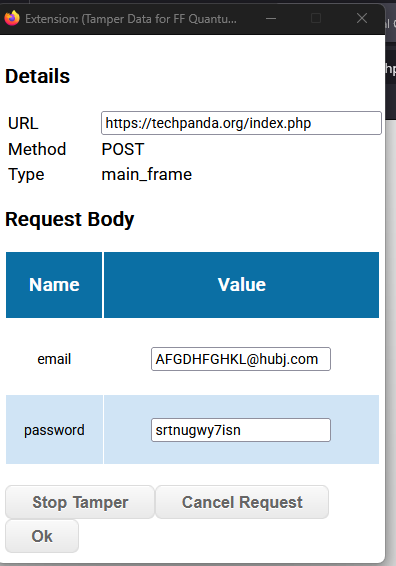 Extension: (Tamper Data for FF Quantu...
Details
URL https://techpanda.org/index.php
Method POST
Type main_frame
Request Body
Name Value
email AFGDHFGHKL@hubj.com
password srtnugwy7isn
Stop Tamper Cancel Request
Ok